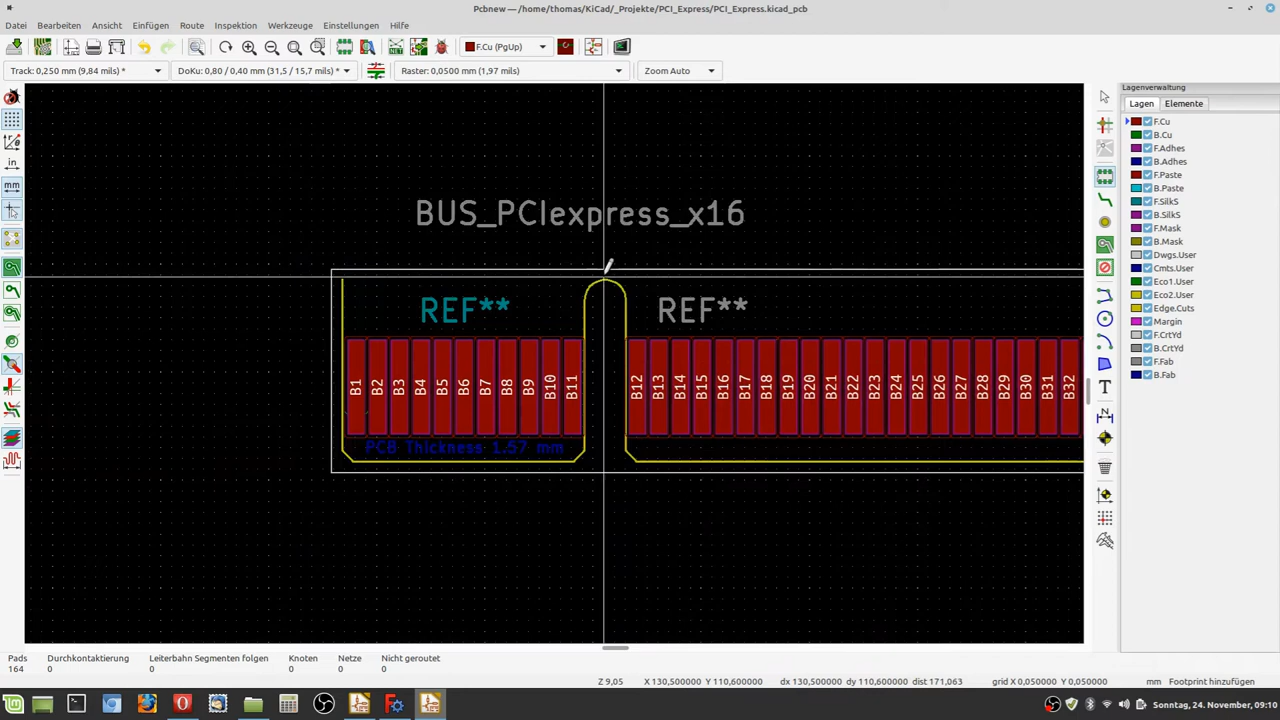 Pcbnew — /home/thomas/KiCad/_Projekte/PCI_Express/PCI_Express.kicad_pcb
Datei Bearbeiten Ansicht Einfügen Route Inspektion Werkzeuge Einstellungen Hilfe
F.Cu (PgUp)
Track: 0,250 mm (9,84 mils) * DoKu: 0,80 / 0,40 mm (31,5 / 15,7 mils) * Raster: 0,0500 mm (1,97 mils) Zoom Auto
Lagenverwaltung
Lagen Elemente
F.Cu
B.Cu
F.Adhes
B.Adhes
F.Paste
B.Paste
F.SilkS
B.SilkS
F.Mask
B.Mask
Dwgs.User
Cmts.User
Eco1.User
Eco2.User
Edge.Cuts
Margin
F.CrtYd
B.CrtYd
F.Fab
B.Fab
in
mm
BUS_PCIexpress_x16
REF** REF**
B1 B2 B3 B4 B5 B6 B7 B8 B9 B10 B11 B12 B13 B14 B15 B16 B17 B18 B19 B20 B21 B22 B23 B24 B25 B26 B27 B28 B29 B30 B31 B32
PCB Thickness 1.57 mm
Pads Durchkontaktierung Leiterbahn Segmenten folgen Knoten Netze Nicht geroutet
164 0 0 0 0 0
Z 9,05 X 130,500000 Y 110,600000 dx 130,500000 dy 110,600000 dist 171,063 grid X 0,050000 Y 0,050000 mm Footprint hinzufügen
Sonntag, 24. November, 09:10